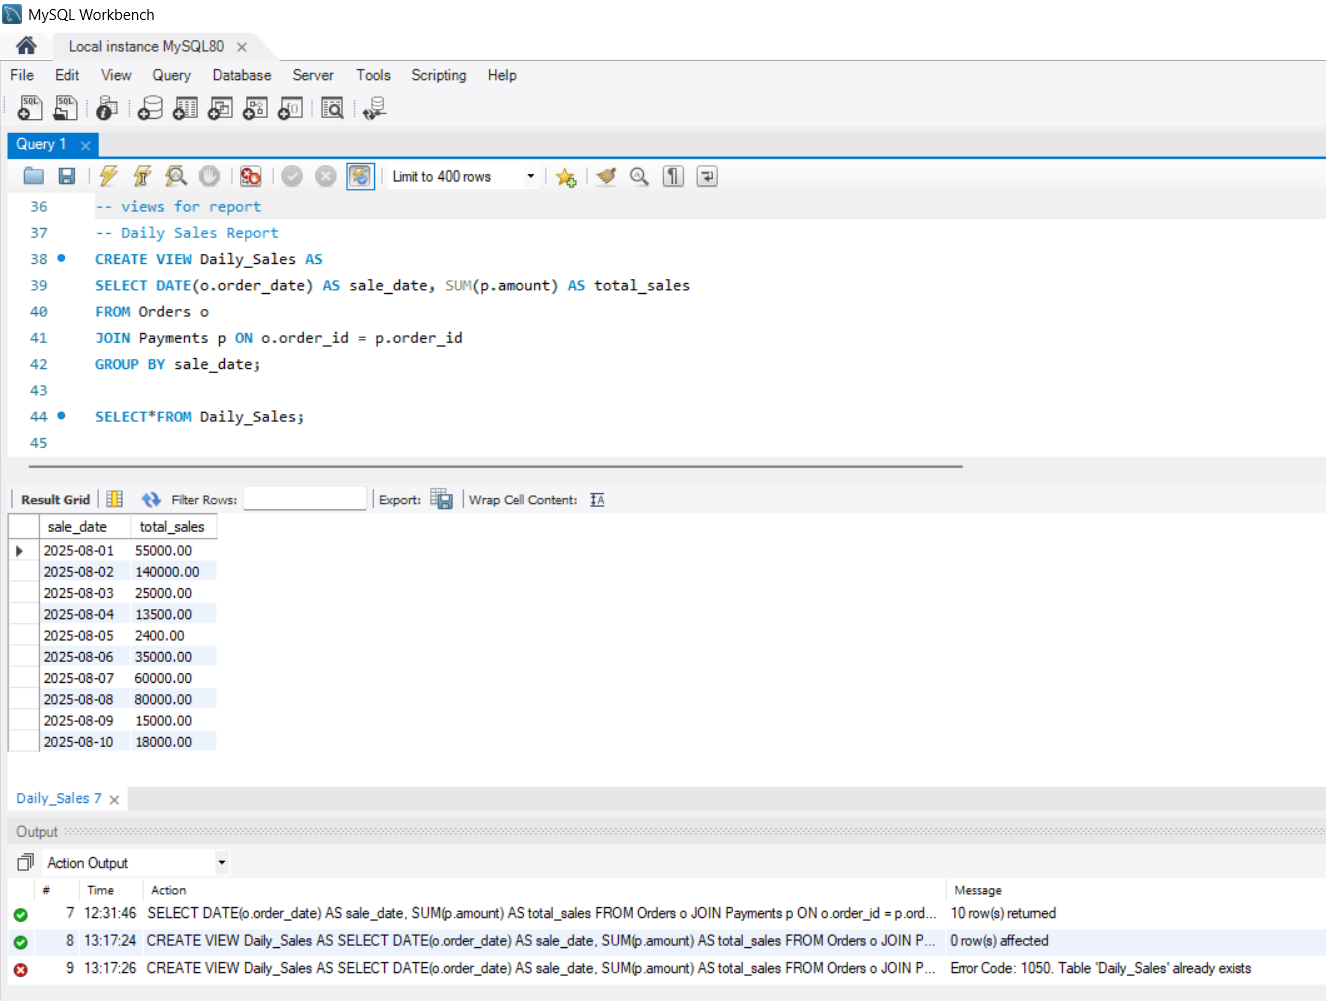 MySQL Workbench
Local instance MySQL80
File Edit View Query Database Server Tools Scripting Help
SQL SQL
Query 1
Limit to 400 rows
36 -- views for report
37 -- Daily Sales Report
38 CREATE VIEW Daily_Sales AS
39 SELECT DATE(o.order_date) AS sale_date, SUM(p.amount) AS total_sales
40 FROM Orders o
41 JOIN Payments p ON o.order_id = p.order_id
42 GROUP BY sale_date;
43
44 SELECT*FROM Daily_Sales;
45
Result Grid Filter Rows: Export: Wrap Cell Content:
sale_date total_sales
2025-08-01 55000.00
2025-08-02 140000.00
2025-08-03 25000.00
2025-08-04 13500.00
2025-08-05 2400.00
2025-08-06 35000.00
2025-08-07 60000.00
2025-08-08 80000.00
2025-08-09 15000.00
2025-08-10 18000.00
Daily_Sales 7
Output
Action Output
# Time Action Message
7 12:31:46 SELECT DATE(o.order_date) AS sale_date, SUM(p.amount) AS total_sales FROM Orders o JOIN Payments p ON o.order_id = p.ord... 10 row(s) returned
8 13:17:24 CREATE VIEW Daily_Sales AS SELECT DATE(o.order_date) AS sale_date, SUM(p.amount) AS total_sales FROM Orders o JOIN P... 0 row(s) affected
9 13:17:26 CREATE VIEW Daily_Sales AS SELECT DATE(o.order_date) AS sale_date, SUM(p.amount) AS total_sales FROM Orders o JOIN P... Error Code: 1050. Table 'Daily_Sales' already exists